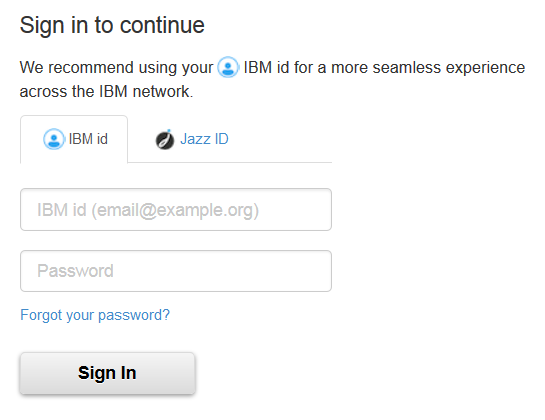 Sign in to continue
We recommend using your IBM id for a more seamless experience
across the IBM network.
IBM id Jazz ID
IBM id (email@example.org)
Password
Forgot your password?
Sign In